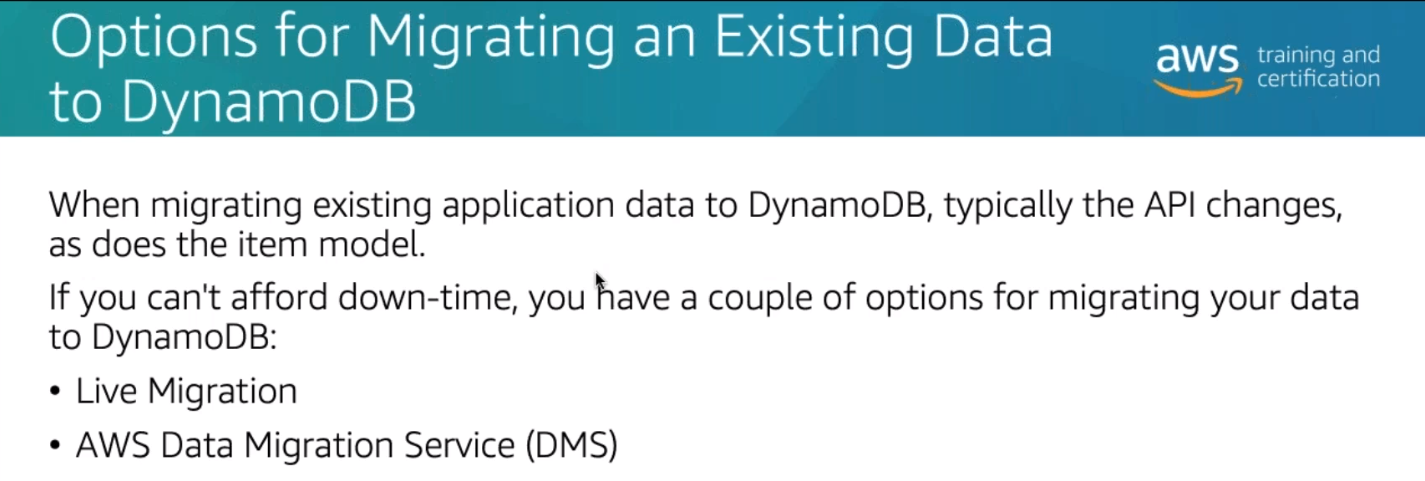 Options for Migrating an Existing Data
to DynamoDB
aws training and
certification
When migrating existing application data to DynamoDB, typically the API changes,
as does the item model.
If you can't afford down-time, you have a couple of options for migrating your data
to DynamoDB:
• Live Migration
• AWS Data Migration Service (DMS)